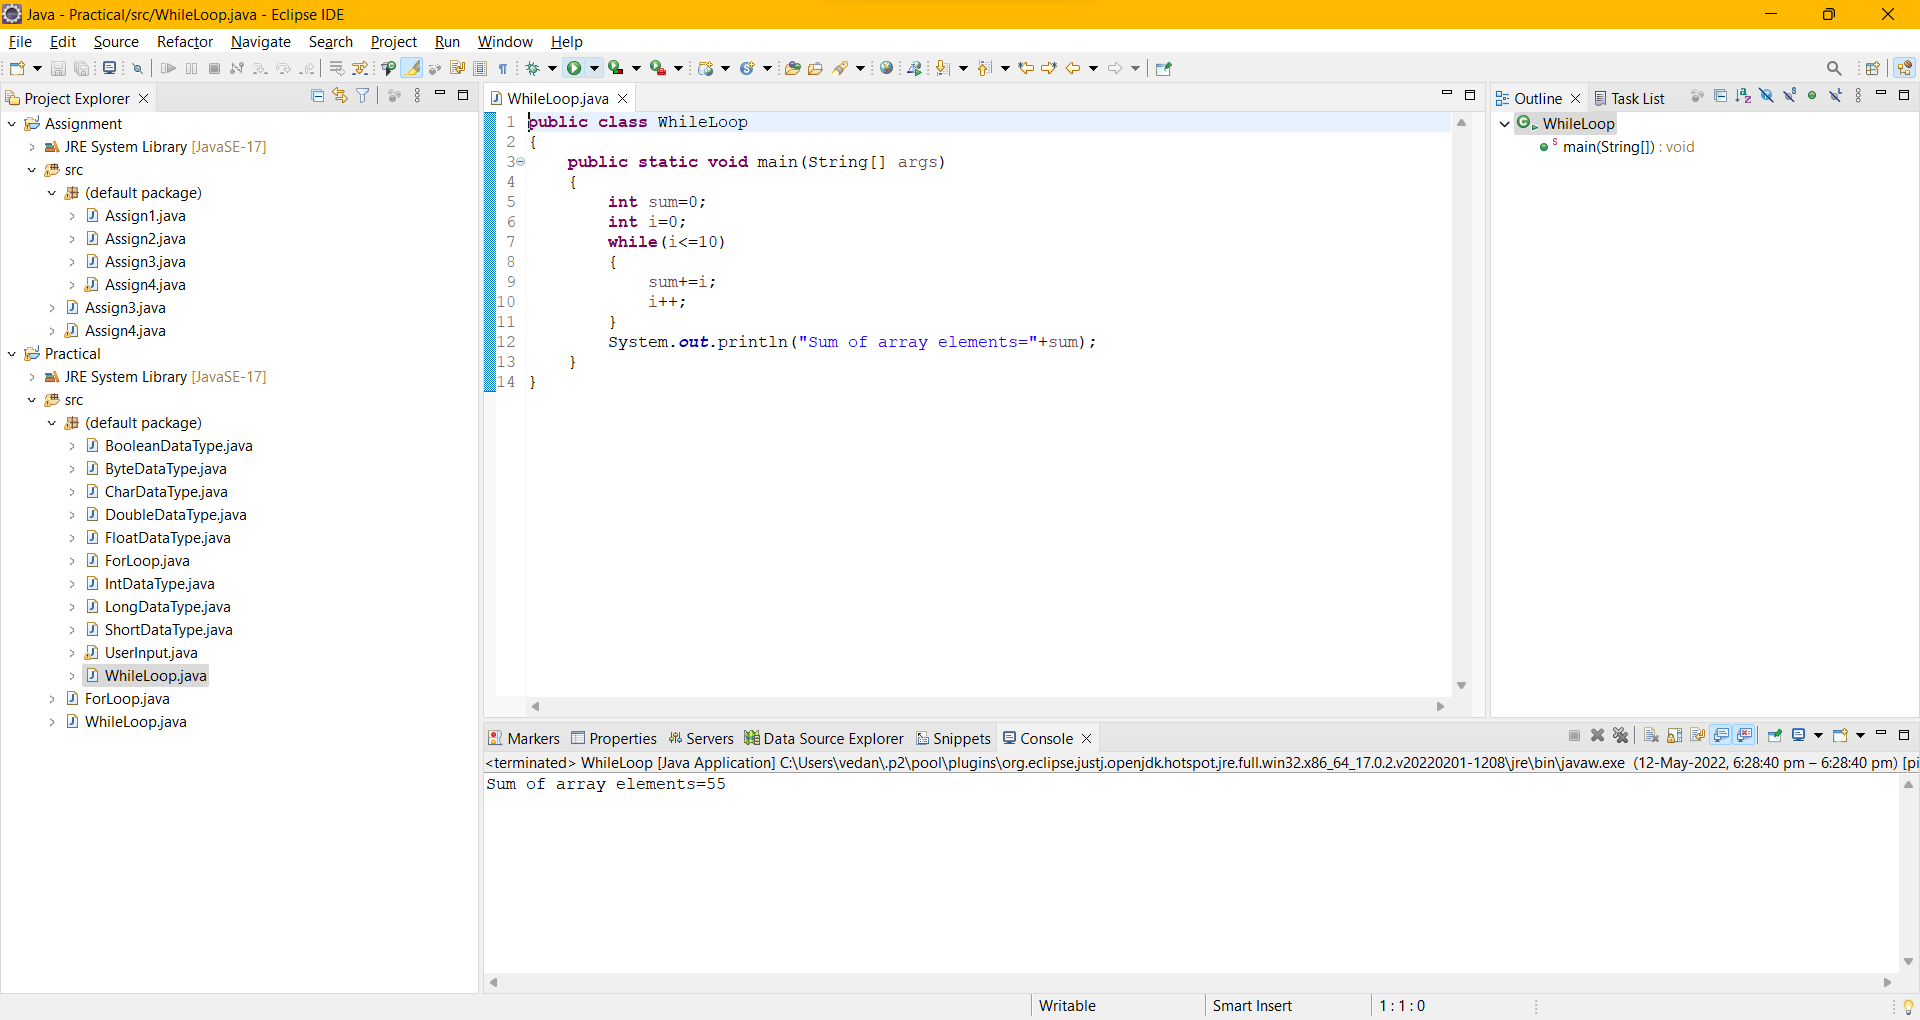 Java - Practical/src/WhileLoop.java - Eclipse IDE
File Edit Source Refactor Navigate Search Project Run Window Help
Project Explorer
Assignment
JRE System Library [JavaSE-17]
src
(default package)
Assign1.java
Assign2.java
Assign3.java
Assign4.java
Assign3.java
Assign4.java
Practical
JRE System Library [JavaSE-17]
src
(default package)
BooleanDataType.java
ByteDataType.java
CharDataType.java
DoubleDataType.java
FloatDataType.java
ForLoop.java
IntDataType.java
LongDataType.java
ShortDataType.java
UserInput.java
WhileLoop.java
ForLoop.java
WhileLoop.java
WhileLoop.java
1 public class WhileLoop
2 {
3 public static void main(String[] args)
4 {
5 int sum=0;
6 int i=0;
7 while(i<=10)
8 {
9 sum+=i;
10 i++;
11 }
12 System.out.println("Sum of array elements="+sum);
13 }
14 }
Outline Task List
WhileLoop
main(String[]) : void
Markers Properties Servers Data Source Explorer Snippets Console
<terminated> WhileLoop [Java Application] C:\Users\vedan\.p2\pool\plugins\org.eclipse.justj.openjdk.hotspot.jre.full.win32.x86_64_17.0.2.v20220201-1208\jre\bin\javaw.exe (12-May-2022, 6:28:40 pm – 6:28:40 pm) [pi
Sum of array elements=55
Writable Smart Insert 1 : 1 : 0